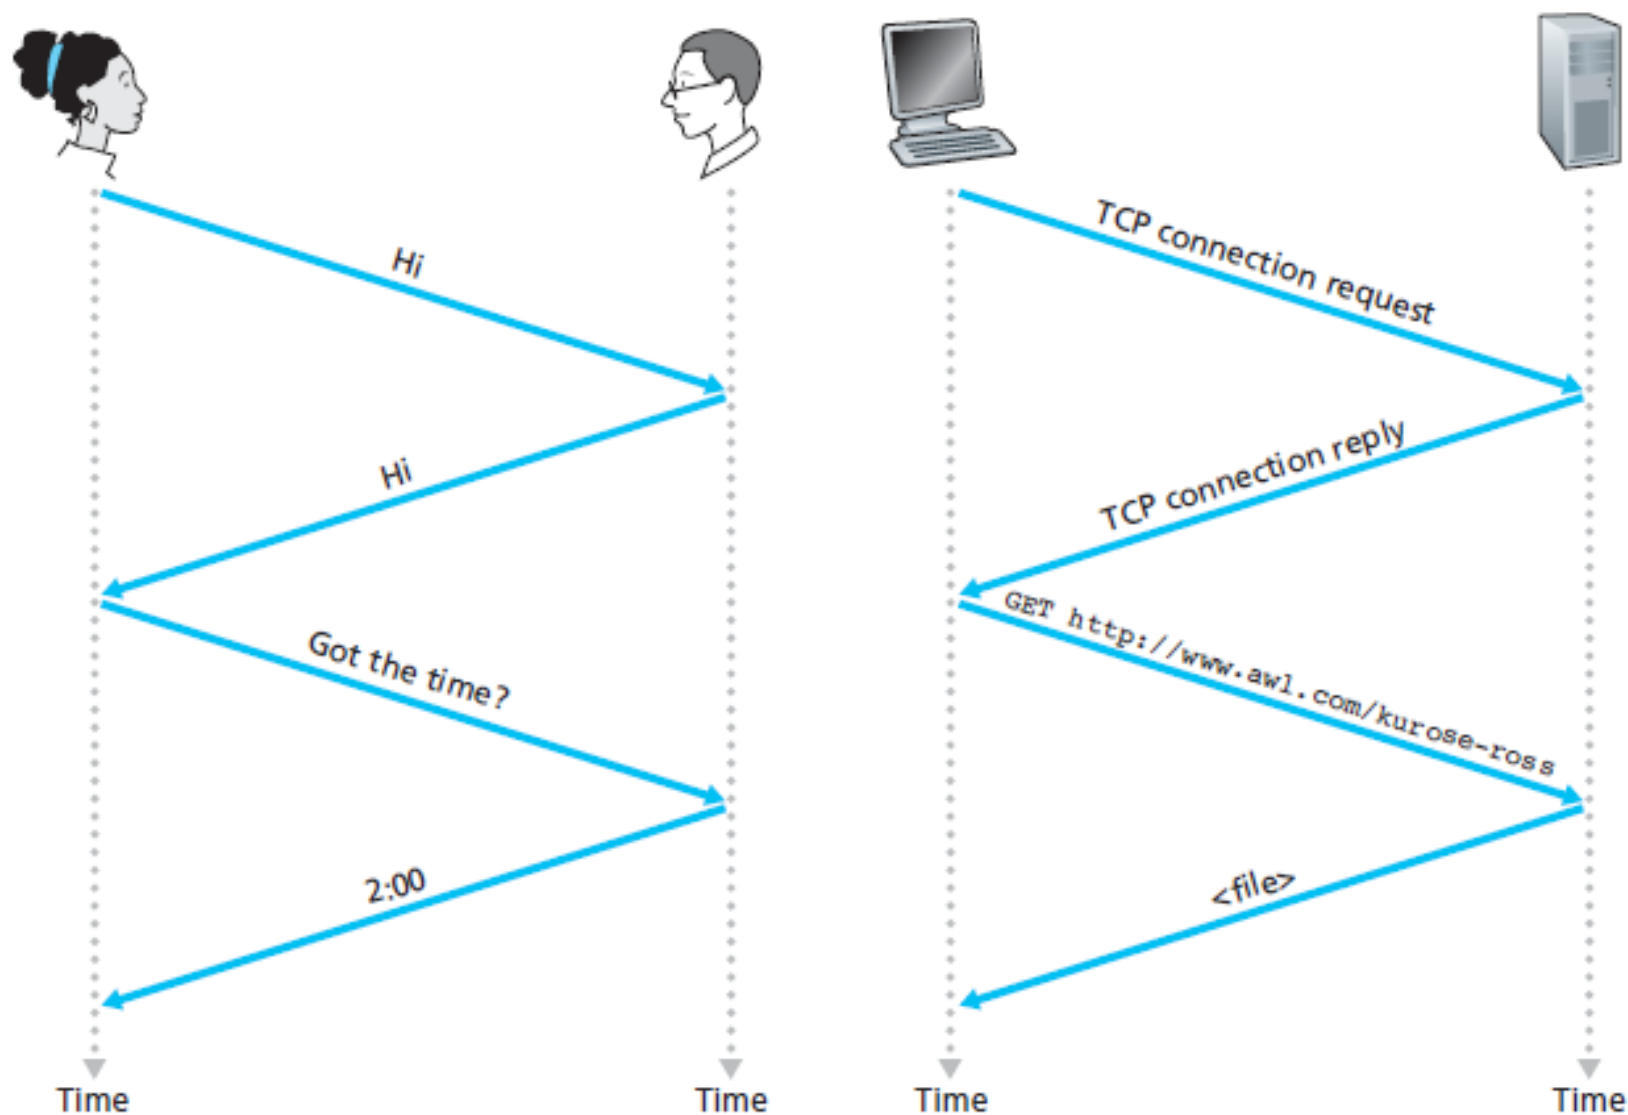 Hi
Hi
Got the time?
2:00
Time
Time
TCP connection request
TCP connection reply
GET http://www.awl.com/kurose-ross
<file>
Time
Time